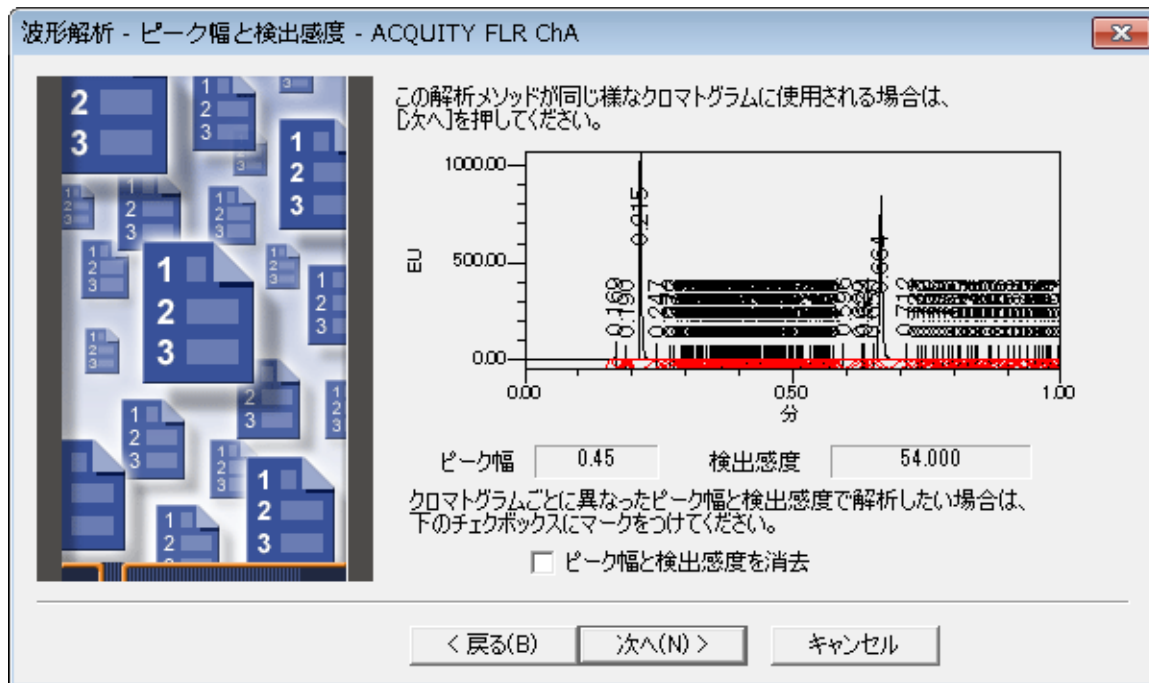 波形解析 - ピーク幅と検出感度 - ACQUITY FLR ChA
この解析メソッドが同じ様なクロマトグラムに使用される場合は、
[次へ]を押してください。
1000.00
500.00
0.00
EU
0.169
0.190
0.215
0.247
0.664
0.712
0.00
0.50
1.00
分
ピーク幅 0.45 検出感度 54.000
クロマトグラムごとに異なったピーク幅と検出感度で解析したい場合は、
下のチェクボックスにマークをつけてください。
ピーク幅と検出感度を消去
< 戻る(B) 次へ(N) > キャンセル
1
2
3